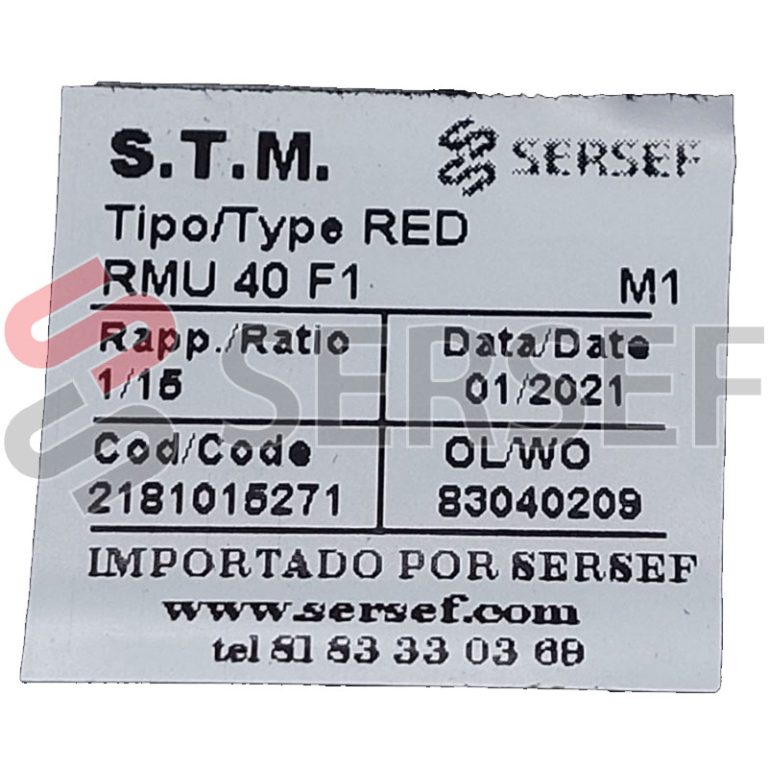 S.T.M. SERSEF
Tipo/Type RED
RMU 40 F1 M1
Rapp./Ratio Data/Date
1/15 01/2021
Cod/Code OL/WO
2181015271 83040209
IMPORTADO POR SERSEF
www.sersef.com
tel 81 83 33 03 69
SERSEF